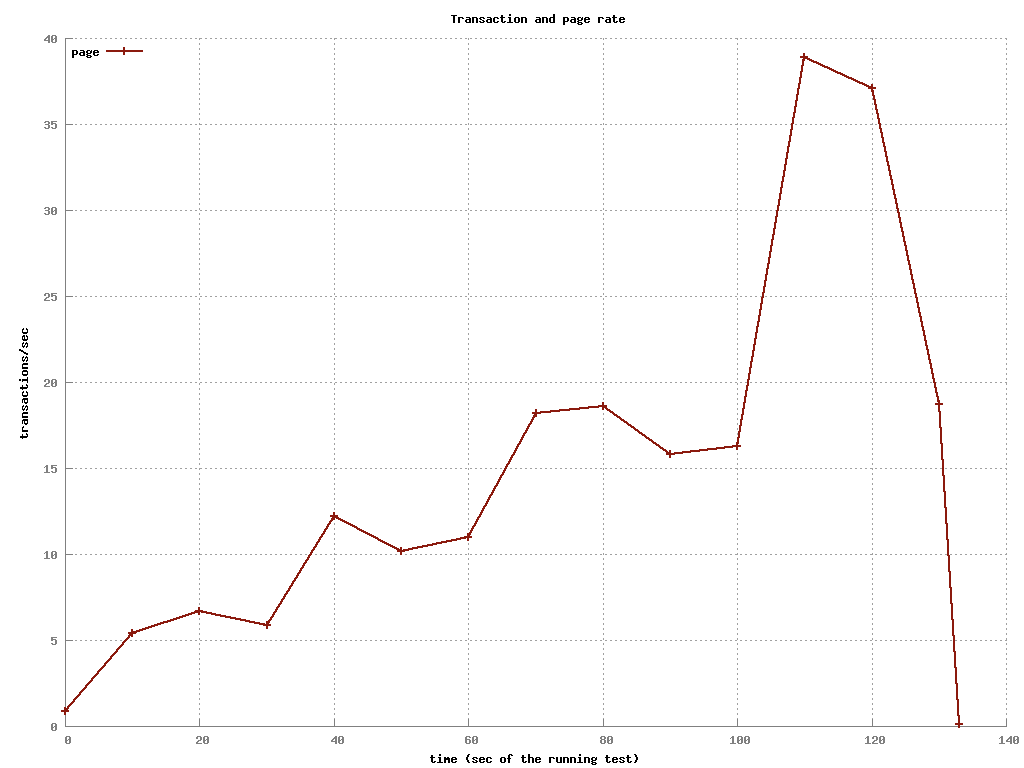 Transaction and page rate
page
40
35
30
25
20
15
10
5
0
transactions/sec
0 20 40 60 80 100 120 140
time (sec of the running test)